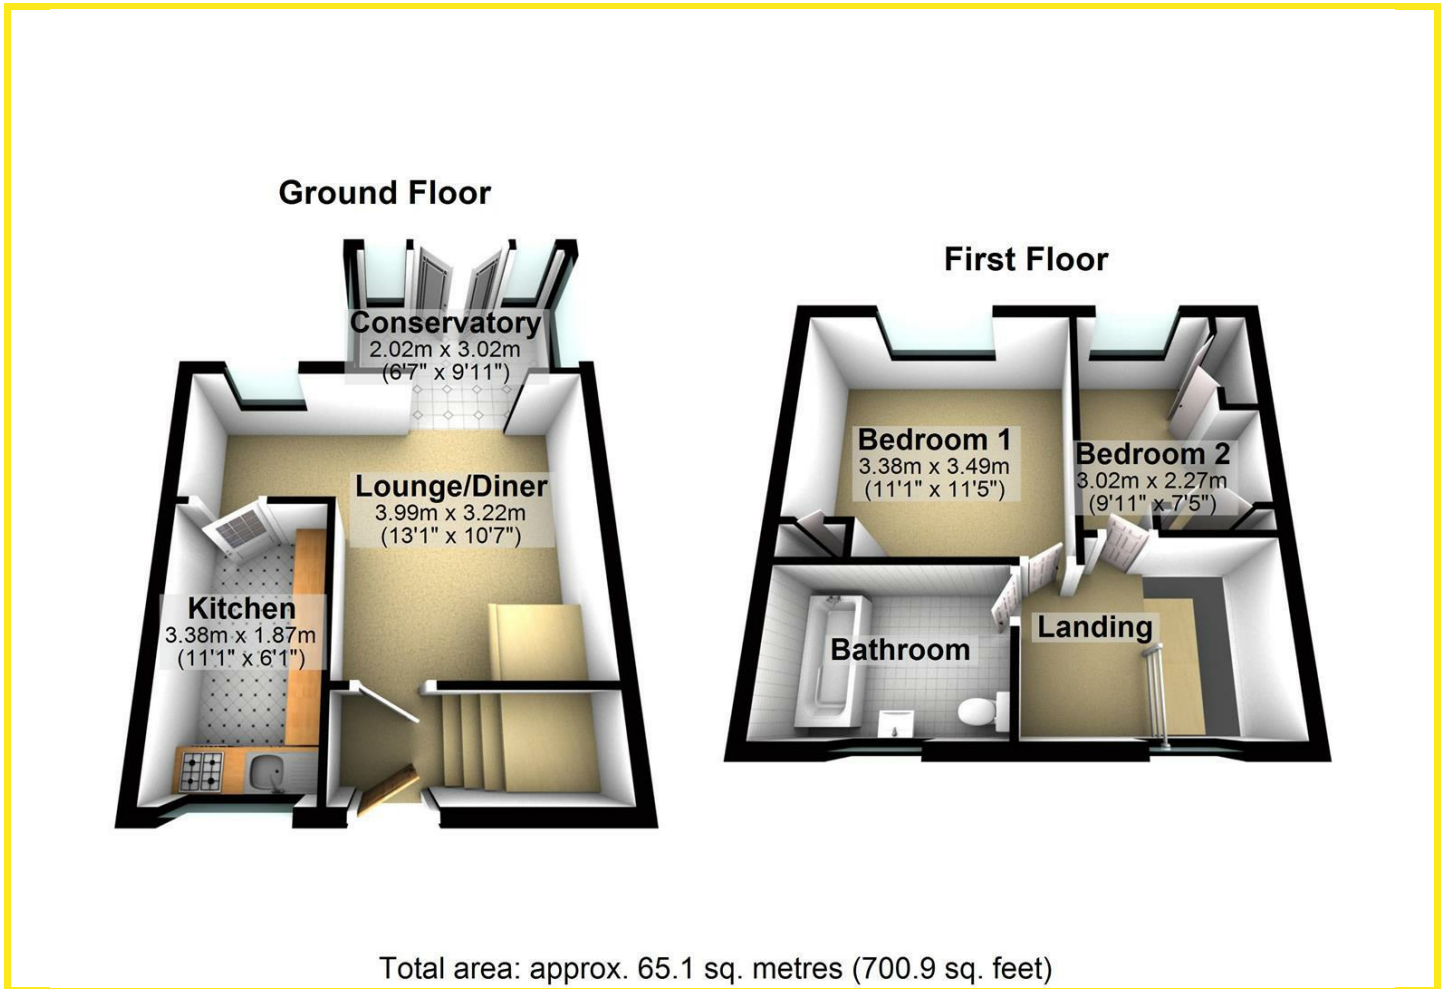 Ground Floor
Conservatory
2.02m x 3.02m
(6'7" x 9'11")
Lounge/Diner
3.99m x 3.22m
(13'1" x 10'7")
Kitchen
3.38m x 1.87m
(11'1" x 6'1")
First Floor
Bedroom 1
3.38m x 3.49m
(11'1" x 11'5")
Bedroom 2
3.02m x 2.27m
(9'11" x 7'5")
Bathroom
Landing
Total area: approx. 65.1 sq. metres (700.9 sq. feet)